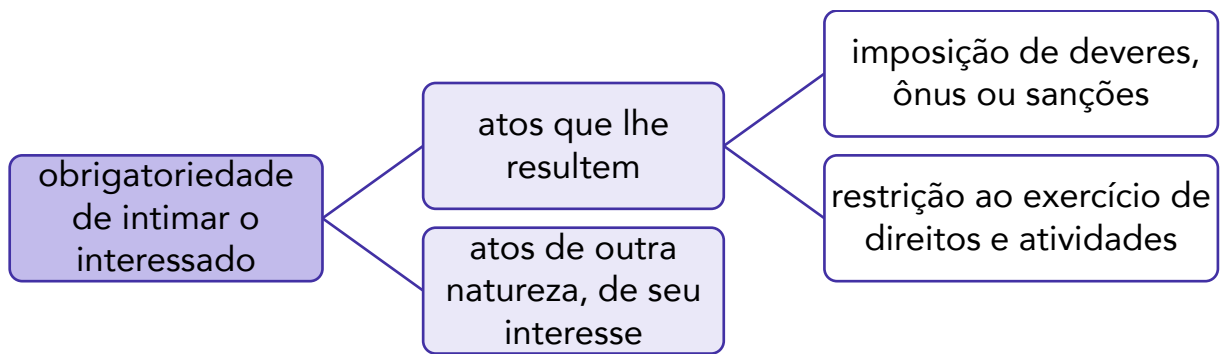 obrigatoriedade
de intimar o
interessado
atos que lhe
resultem
imposição de deveres,
ônus ou sanções
restrição ao exercício de
direitos e atividades
atos de outra
natureza, de seu
interesse